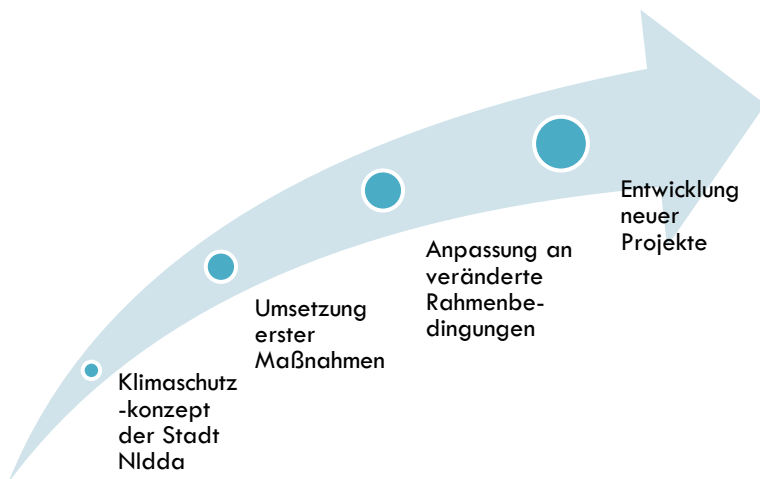 Klimaschutz
-konzept
der Stadt
NIdda
Umsetzung
erster
Maßnahmen
Anpassung an
veränderte
Rahmenbe-
dingungen
Entwicklung
neuer
Projekte